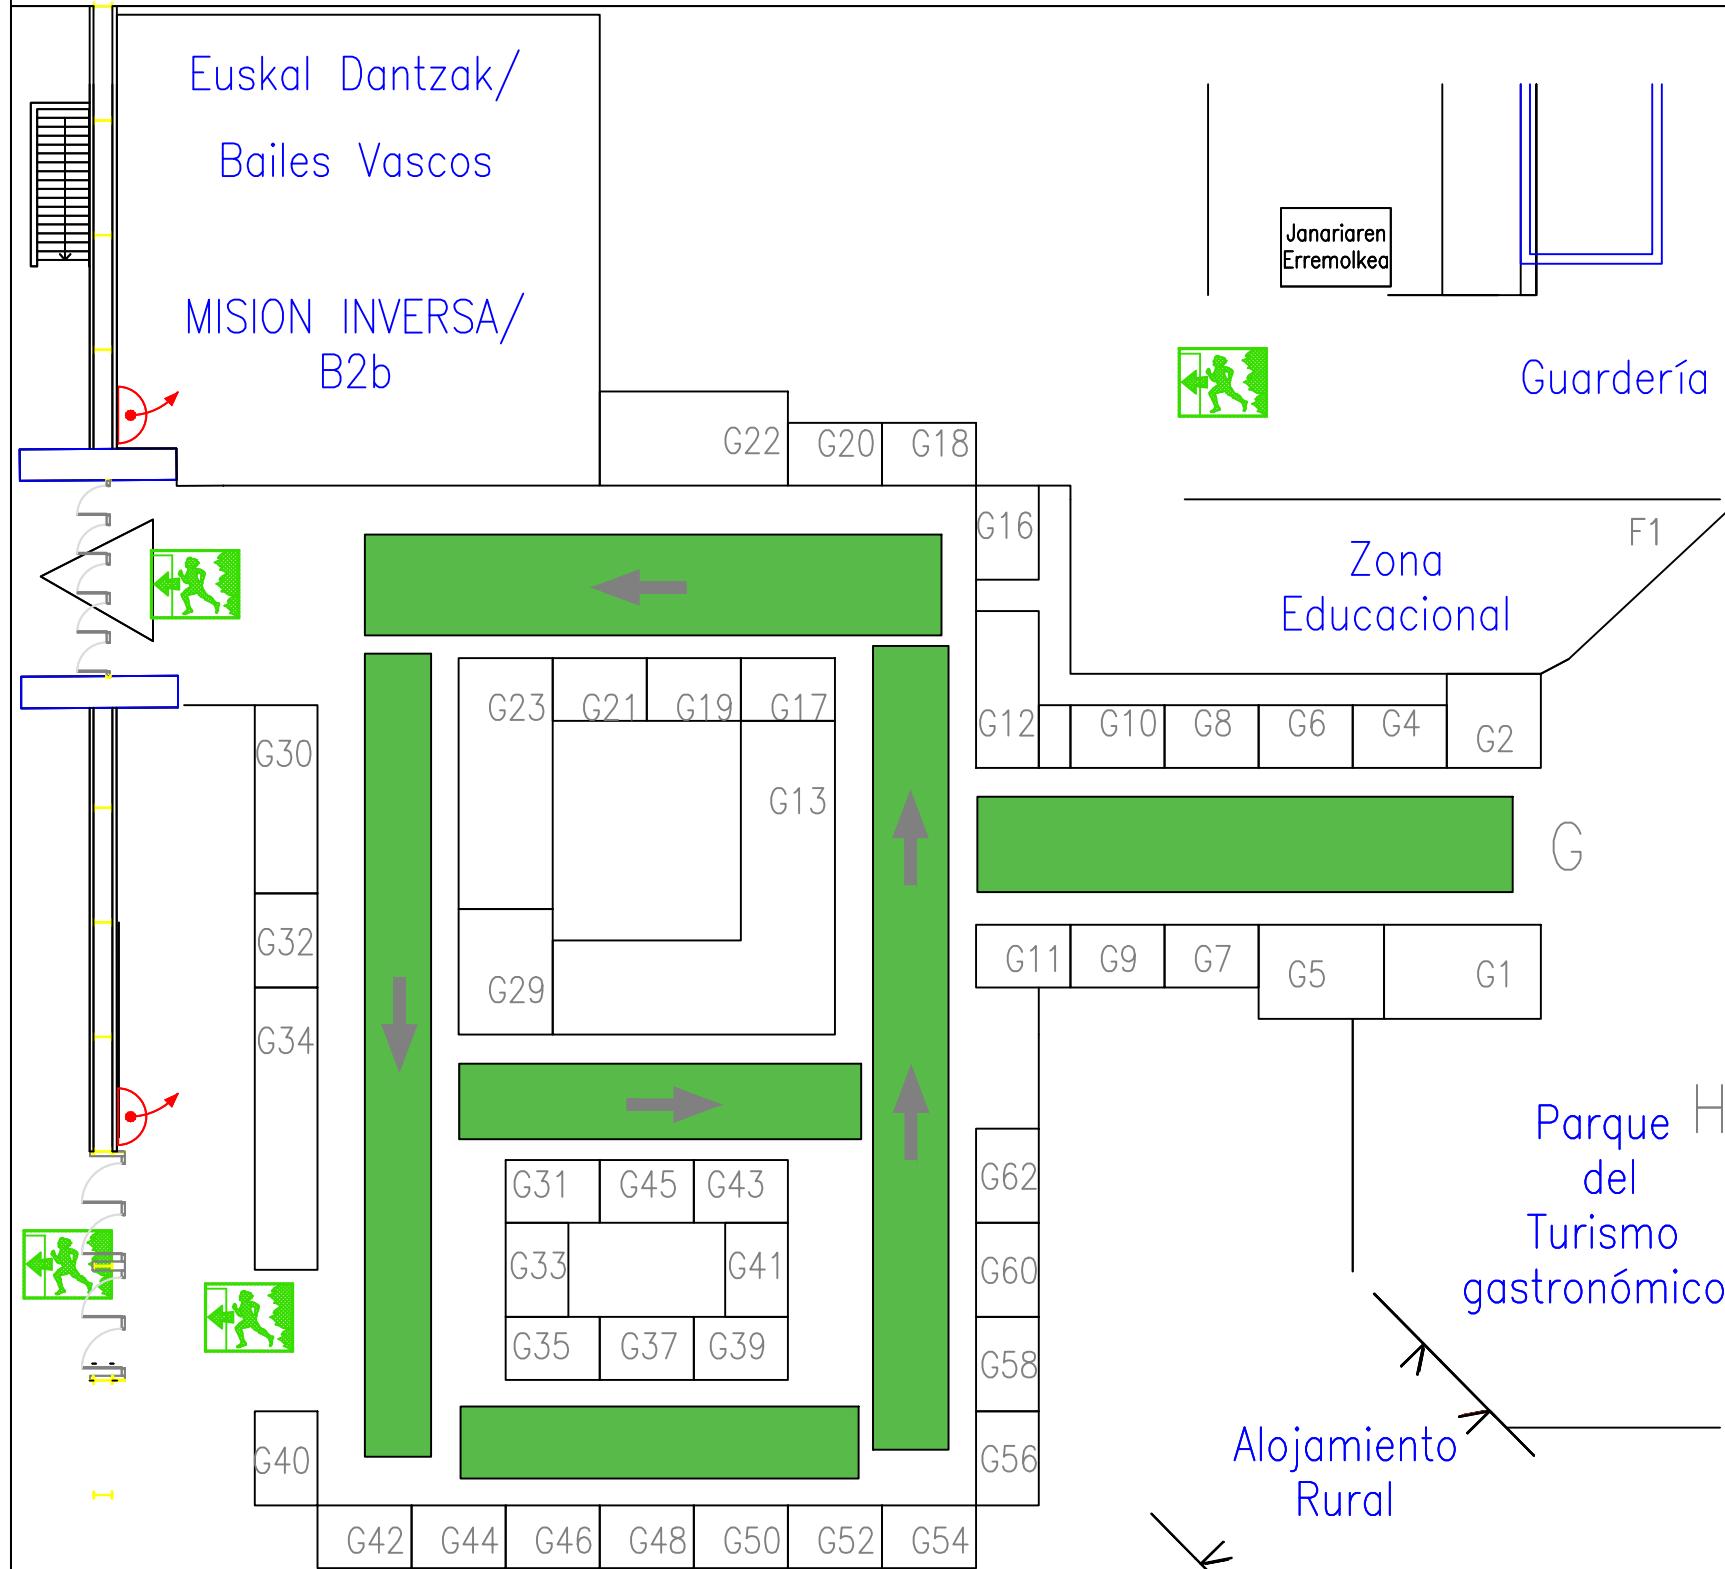 Euskal Dantzak/
Bailes Vascos
MISION INVERSA/
B2b
Janariaren
Erremolkea
Guardería
G22
G20
G18
G16
F1
Zona
Educacional
G23
G21
G19
G17
G12
G10
G8
G6
G4
G2
G30
G13
G
G32
G29
G11
G9
G7
G5
G1
G34
H
Parque
del
Turismo
gastronómico
G31
G45
G43
G62
G33
G41
G60
G35
G37
G39
G58
G40
G56
Alojamiento
Rural
G42
G44
G46
G48
G50
G52
G54